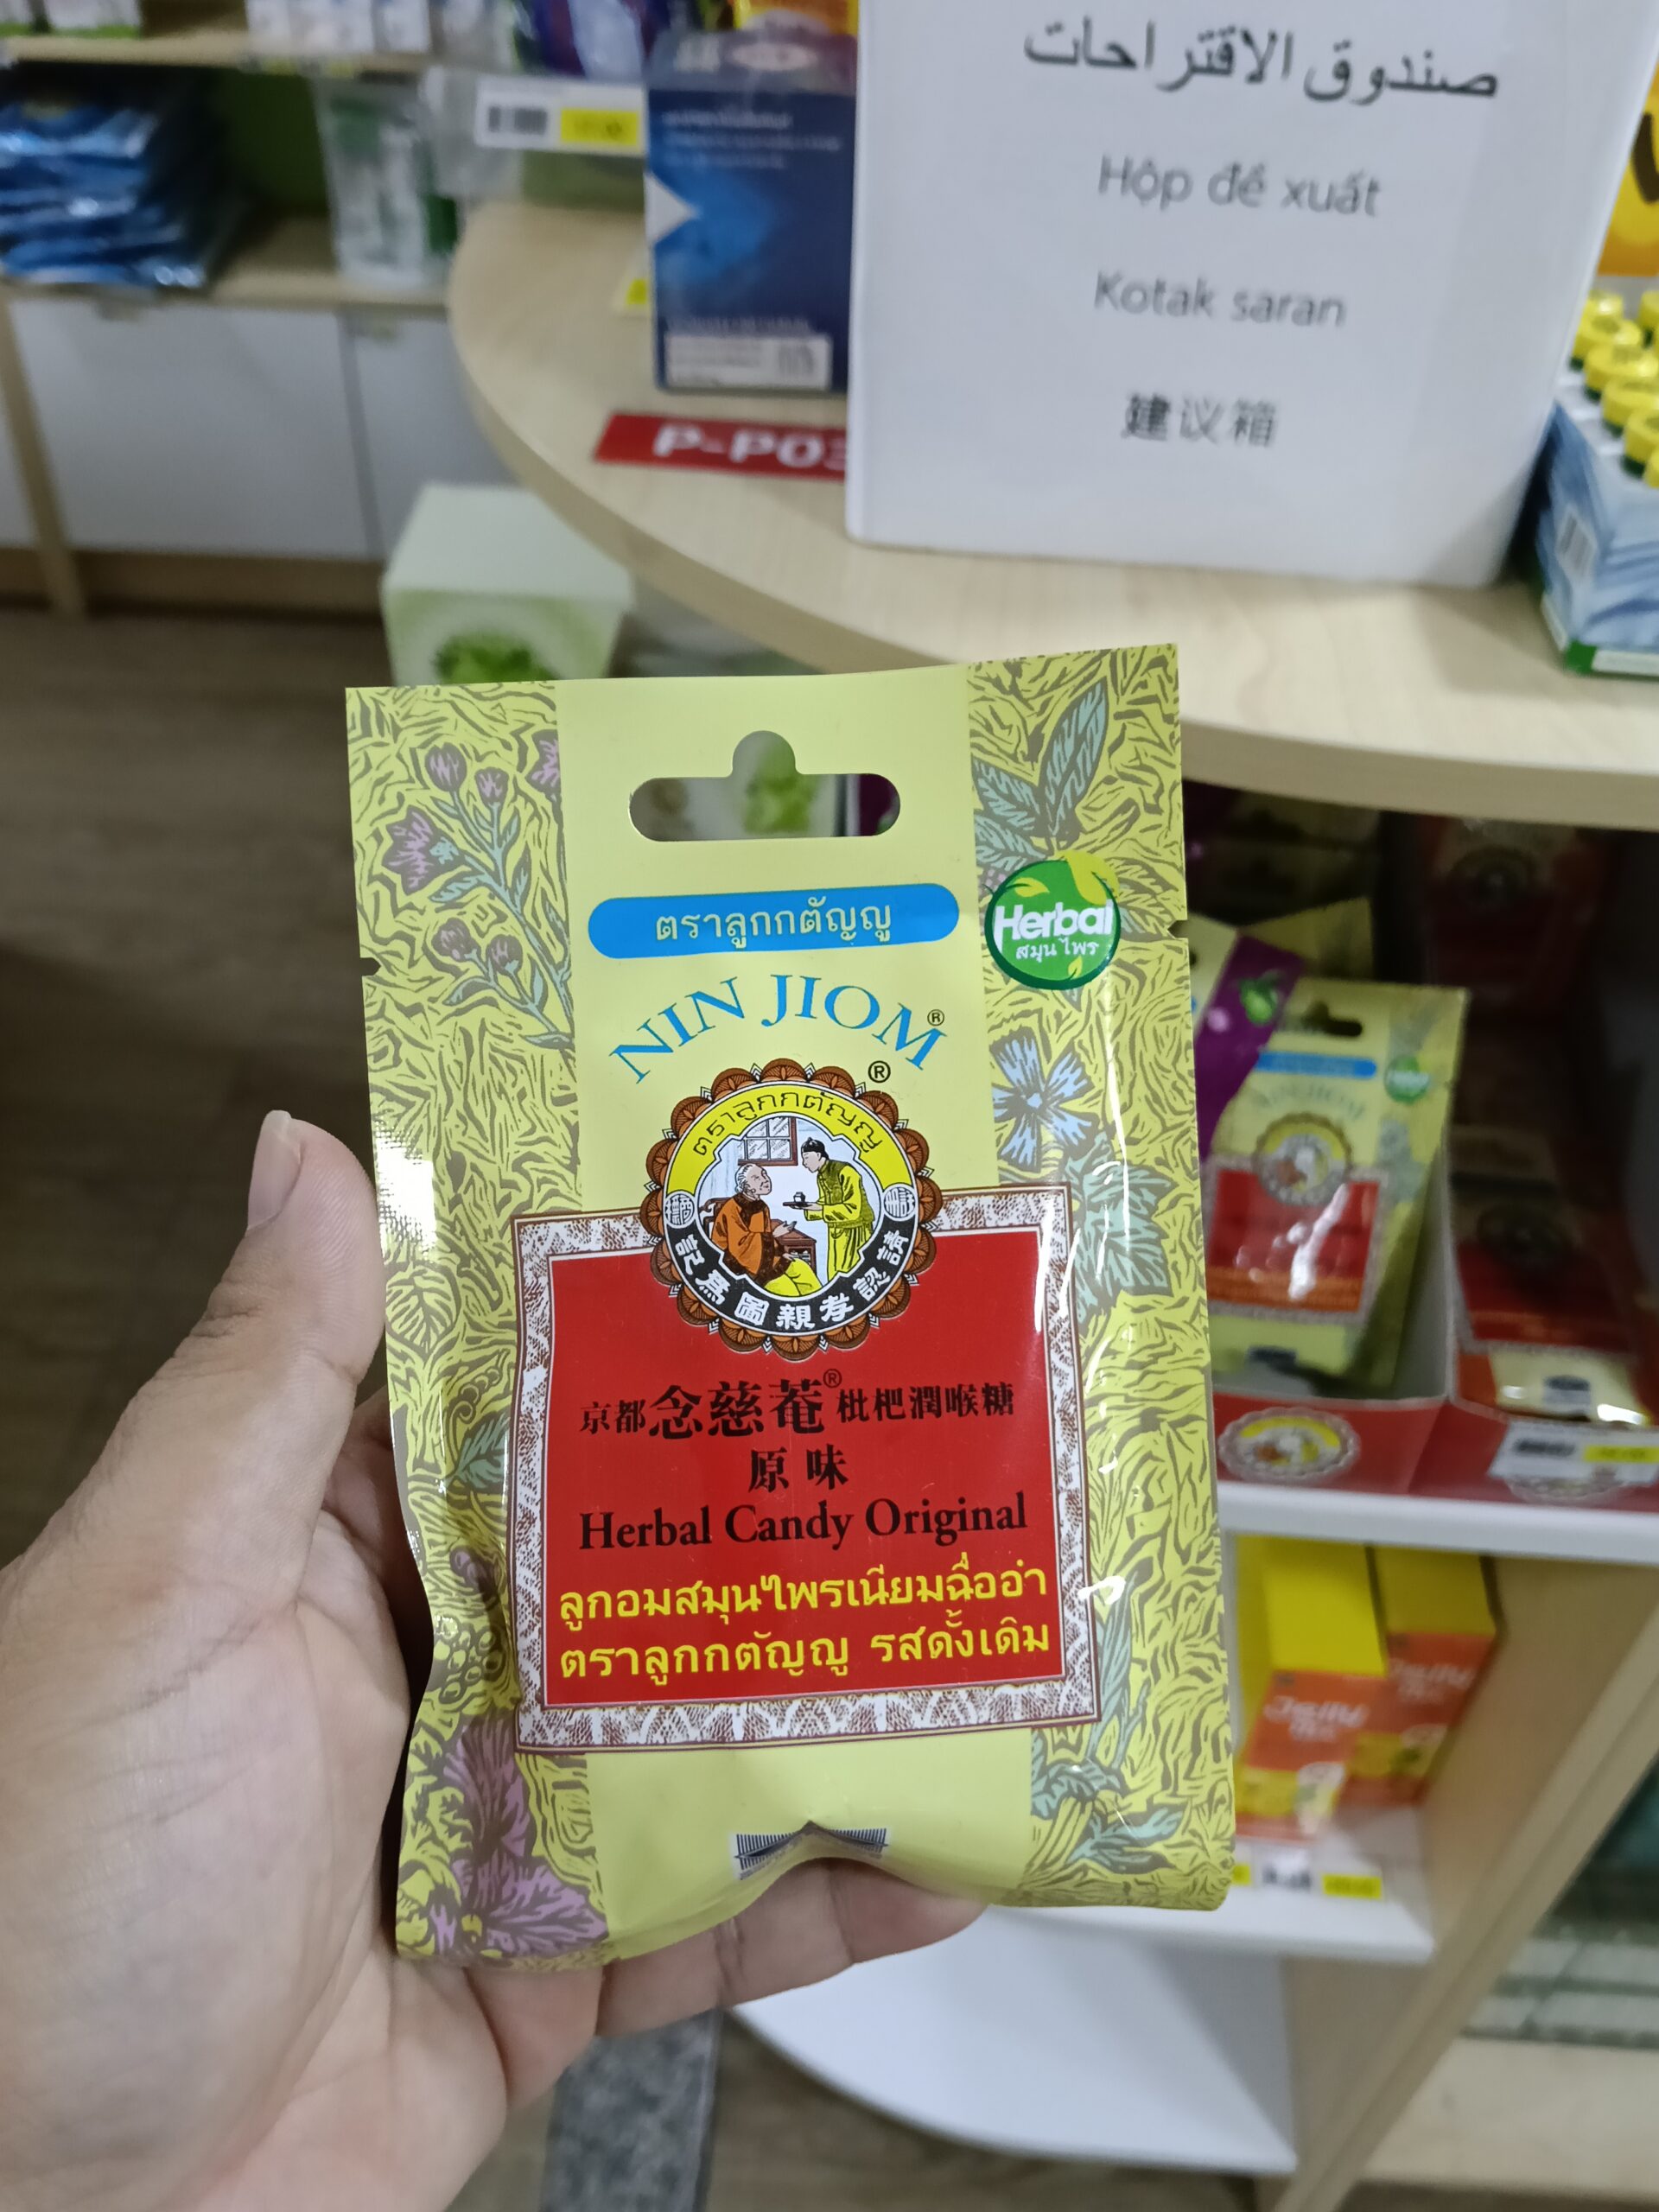 صندوق الاقتراحات
Hộp đề xuất
Kotak saran
建议箱
P-P03
ตราลูกกตัญญู
Herbal
สมุนไพร
NIN JIOM®
®
ตราลูกกตัญญู
請認孝親圖為記
京都念慈菴®枇杷潤喉糖
原味
Herbal Candy Original
ลูกอมสมุนไพรเนียมฉื่ออำ
ตราลูกกตัญญู รสดั้งเดิม